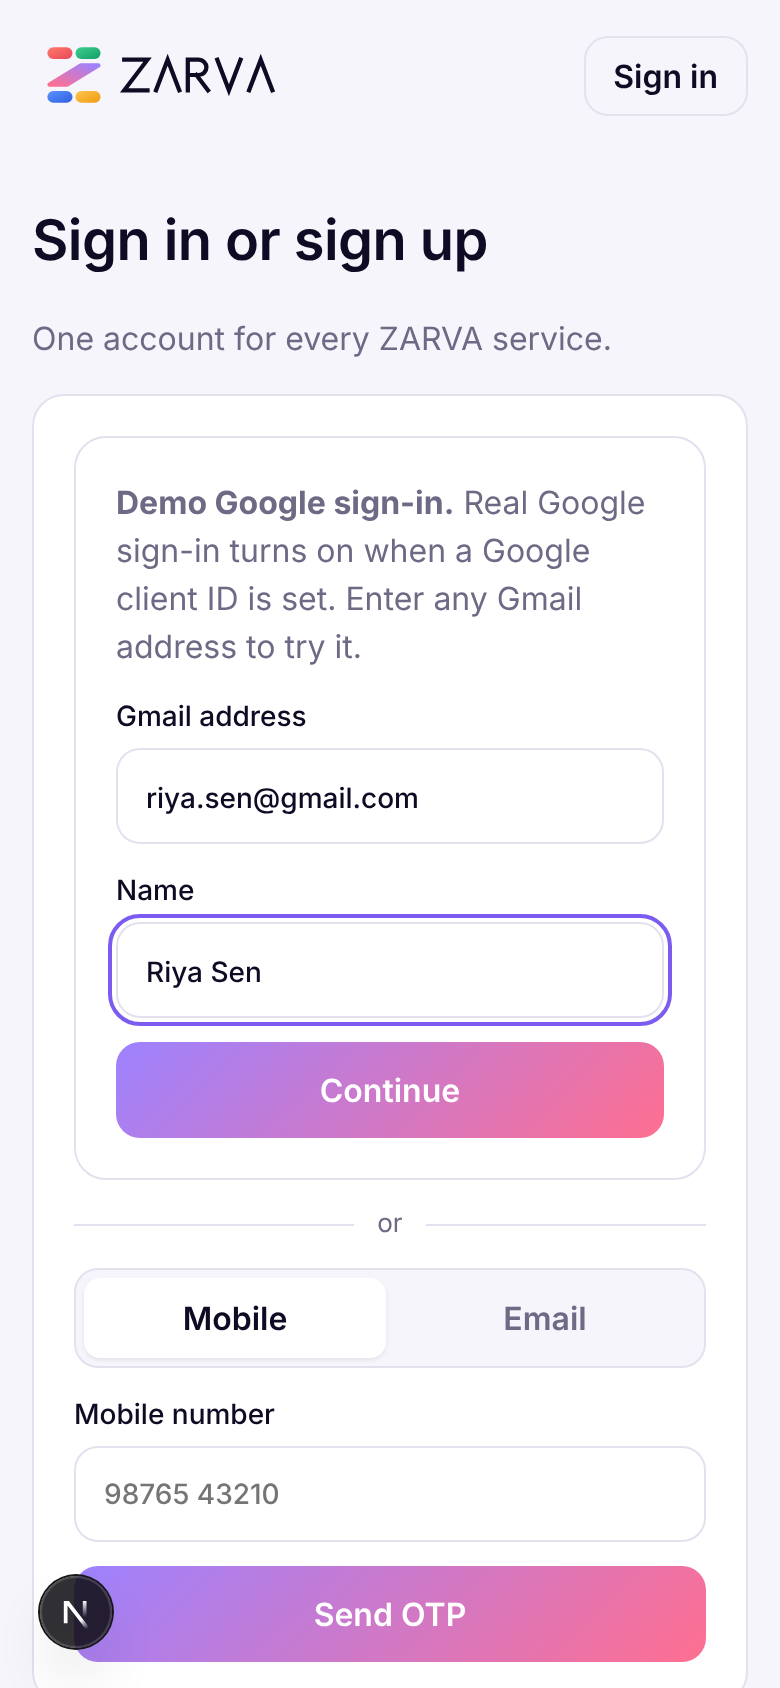 ZARVA
Sign in
Sign in or sign up
One account for every ZARVA service.
Demo Google sign-in. Real Google
sign-in turns on when a Google
client ID is set. Enter any Gmail
address to try it.
Gmail address
riya.sen@gmail.com
Name
Riya Sen
Continue
or
Mobile
Email
Mobile number
98765 43210
N
Send OTP